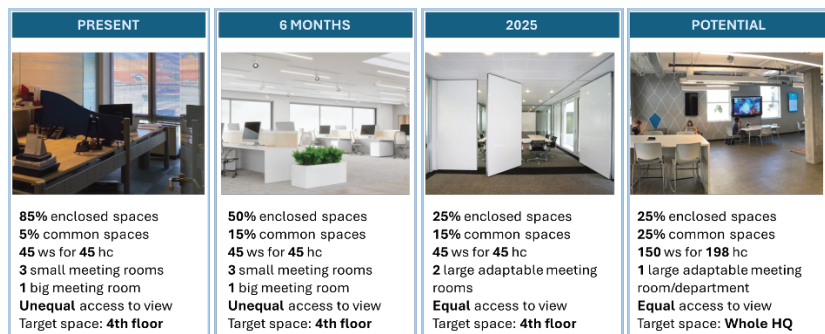 PRESENT
85% enclosed spaces
5% common spaces
45 ws for 45 hc
3 small meeting rooms
1 big meeting room
Unequal access to view
Target space: 4th floor
6 MONTHS
50% enclosed spaces
15% common spaces
45 ws for 45 hc
3 small meeting rooms
1 big meeting room
Unequal access to view
Target space: 4th floor
2025
25% enclosed spaces
15% common spaces
45 ws for 45 hc
2 large adaptable meeting
rooms
Equal access to view
Target space: 4th floor
POTENTIAL
25% enclosed spaces
25% common spaces
150 ws for 198 hc
1 large adaptable meeting
room/department
Equal access to view
Target space: Whole HQ